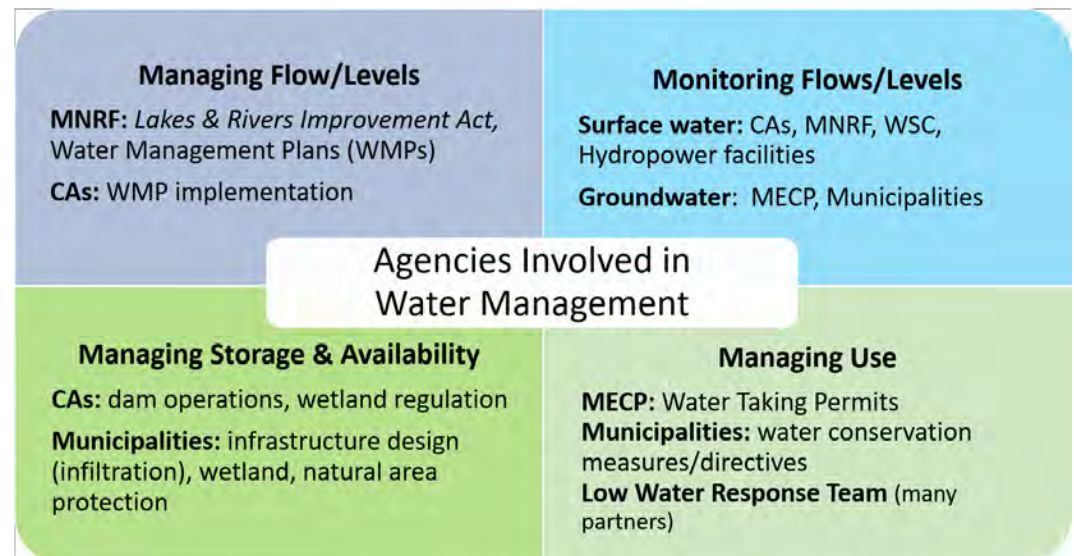 Managing Flow/Levels
MNRF: Lakes & Rivers Improvement Act,
Water Management Plans (WMPs)
CAs: WMP implementation
Monitoring Flows/Levels
Surface water: CAs, MNRF, WSC,
Hydropower facilities
Groundwater: MECP, Municipalities
Agencies Involved in
Water Management
Managing Storage & Availability
CAs: dam operations, wetland regulation
Municipalities: infrastructure design
(infiltration), wetland, natural area
protection
Managing Use
MECP: Water Taking Permits
Municipalities: water conservation
measures/directives
Low Water Response Team (many
partners)